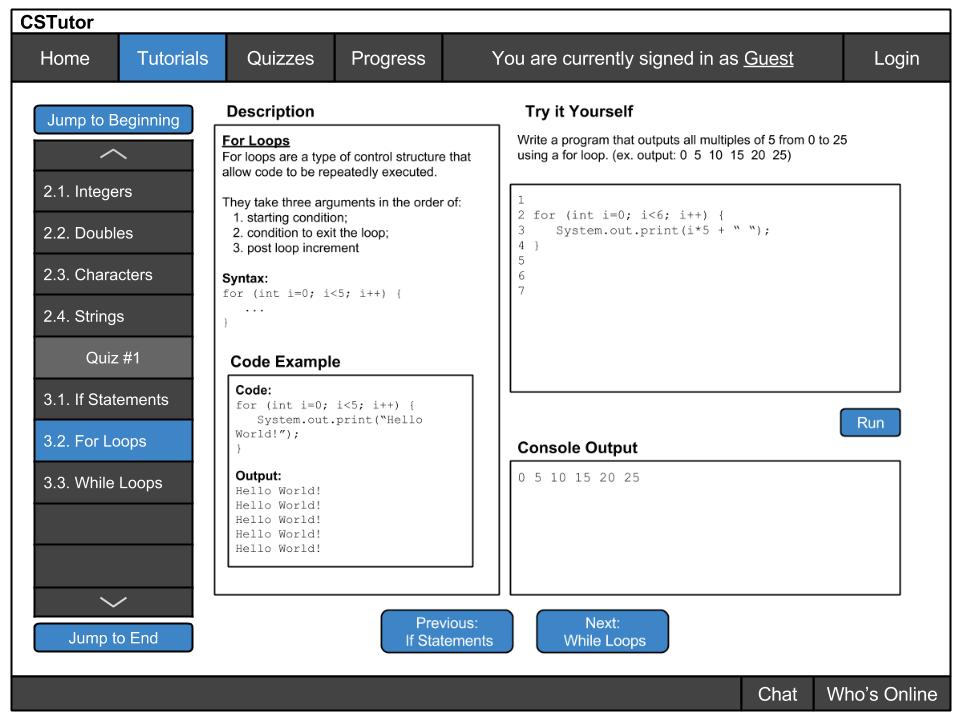 CSTutor
Home Tutorials Quizzes Progress You are currently signed in as Guest Login
Jump to Beginning
2.1. Integers
2.2. Doubles
2.3. Characters
2.4. Strings
Quiz #1
3.1. If Statements
3.2. For Loops
3.3. While Loops
Jump to End
Description
For Loops
For loops are a type of control structure that
allow code to be repeatedly executed.
They take three arguments in the order of:
1. starting condition;
2. condition to exit the loop;
3. post loop increment
Syntax:
for (int i=0; i<5; i++) {
...
}
Code Example
Code:
for (int i=0; i<5; i++) {
System.out.print(“Hello
World!”);
}
Output:
Hello World!
Hello World!
Hello World!
Hello World!
Hello World!
Try it Yourself
Write a program that outputs all multiples of 5 from 0 to 25
using a for loop. (ex. output: 0 5 10 15 20 25)
1
2 for (int i=0; i<6; i++) {
3 System.out.print(i*5 + “ “);
4 }
5
6
7
Run
Console Output
0 5 10 15 20 25
Previous:
If Statements
Next:
While Loops
Chat Who's Online